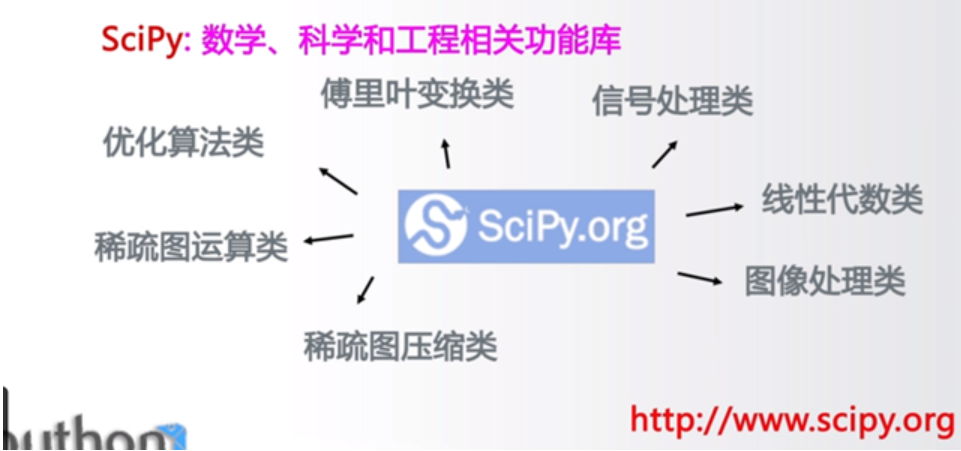 SciPy: 数学、科学和工程相关功能库
傅里叶变换类
信号处理类
优化算法类
SciPy.org
线性代数类
稀疏图运算类
图像处理类
稀疏图压缩类
http://www.scipy.org